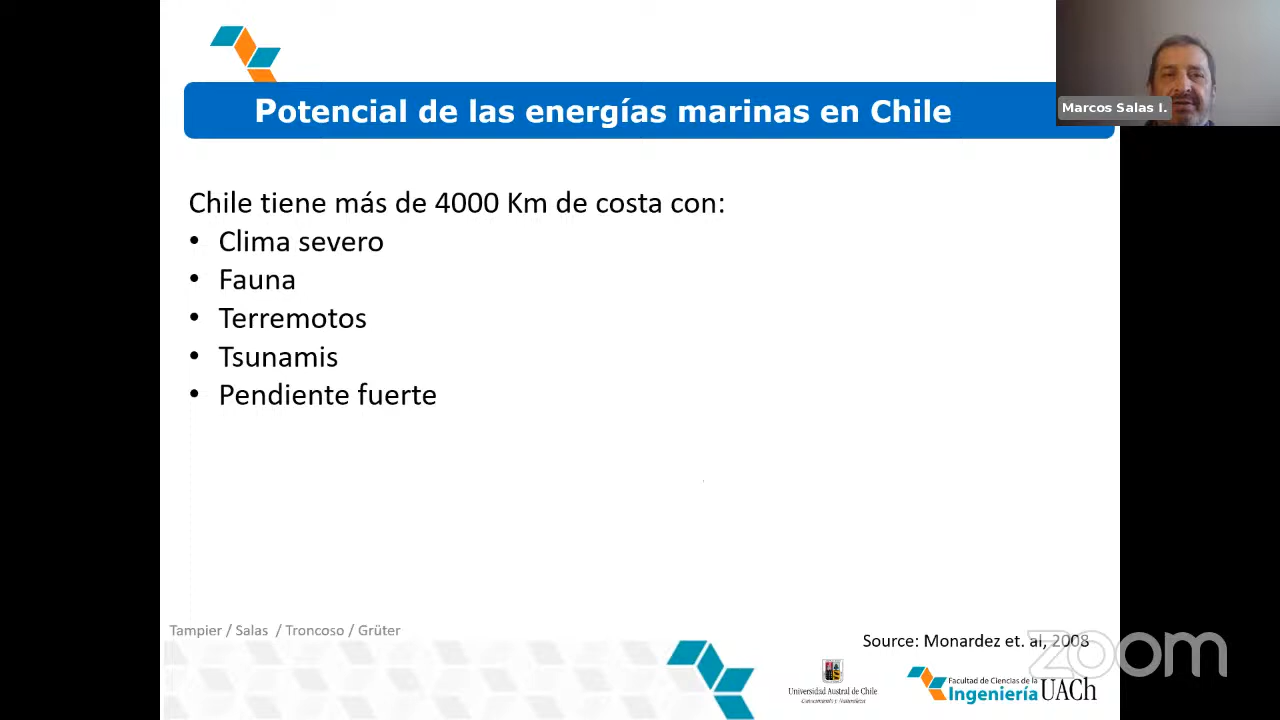 Potencial de las energías marinas en Chile
Marcos Salas I.
Chile tiene más de 4000 Km de costa con:
• Clima severo
• Fauna
• Terremotos
• Tsunamis
• Pendiente fuerte
Tampier / Salas / Troncoso / Grüter
Source: Monardez et. al, 2008
zoom
Universidad Austral de Chile
Conocimiento y Naturaleza
Facultad de Ciencias de la
Ingeniería UACh